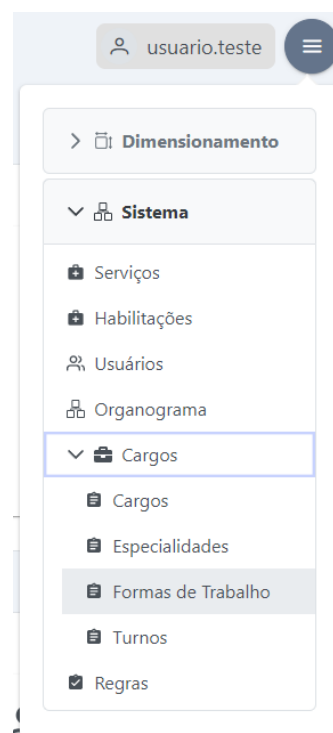 usuario.teste
Dimensionamento
Sistema
Serviços
Habilitações
Usuários
Organograma
Cargos
Cargos
Especialidades
Formas de Trabalho
Turnos
Regras